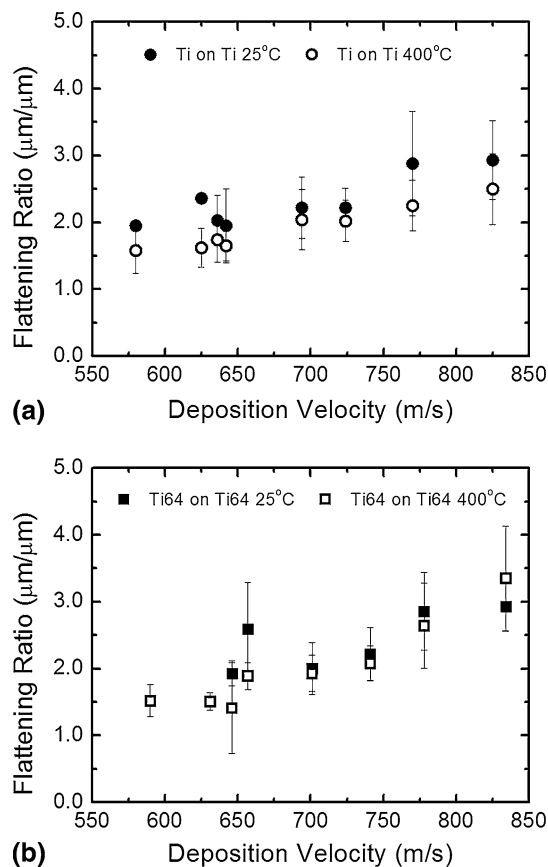 5.0
Ti on Ti 25°C Ti on Ti 400°C
4.0
3.0
2.0
1.0
0.0
Flattening Ratio (μm/μm)
550 600 650 700 750 800 850
(a) Deposition Velocity (m/s)
5.0
Ti64 on Ti64 25°C Ti64 on Ti64 400°C
4.0
3.0
2.0
1.0
0.0
Flattening Ratio (μm/μm)
550 600 650 700 750 800 850
(b) Deposition Velocity (m/s)